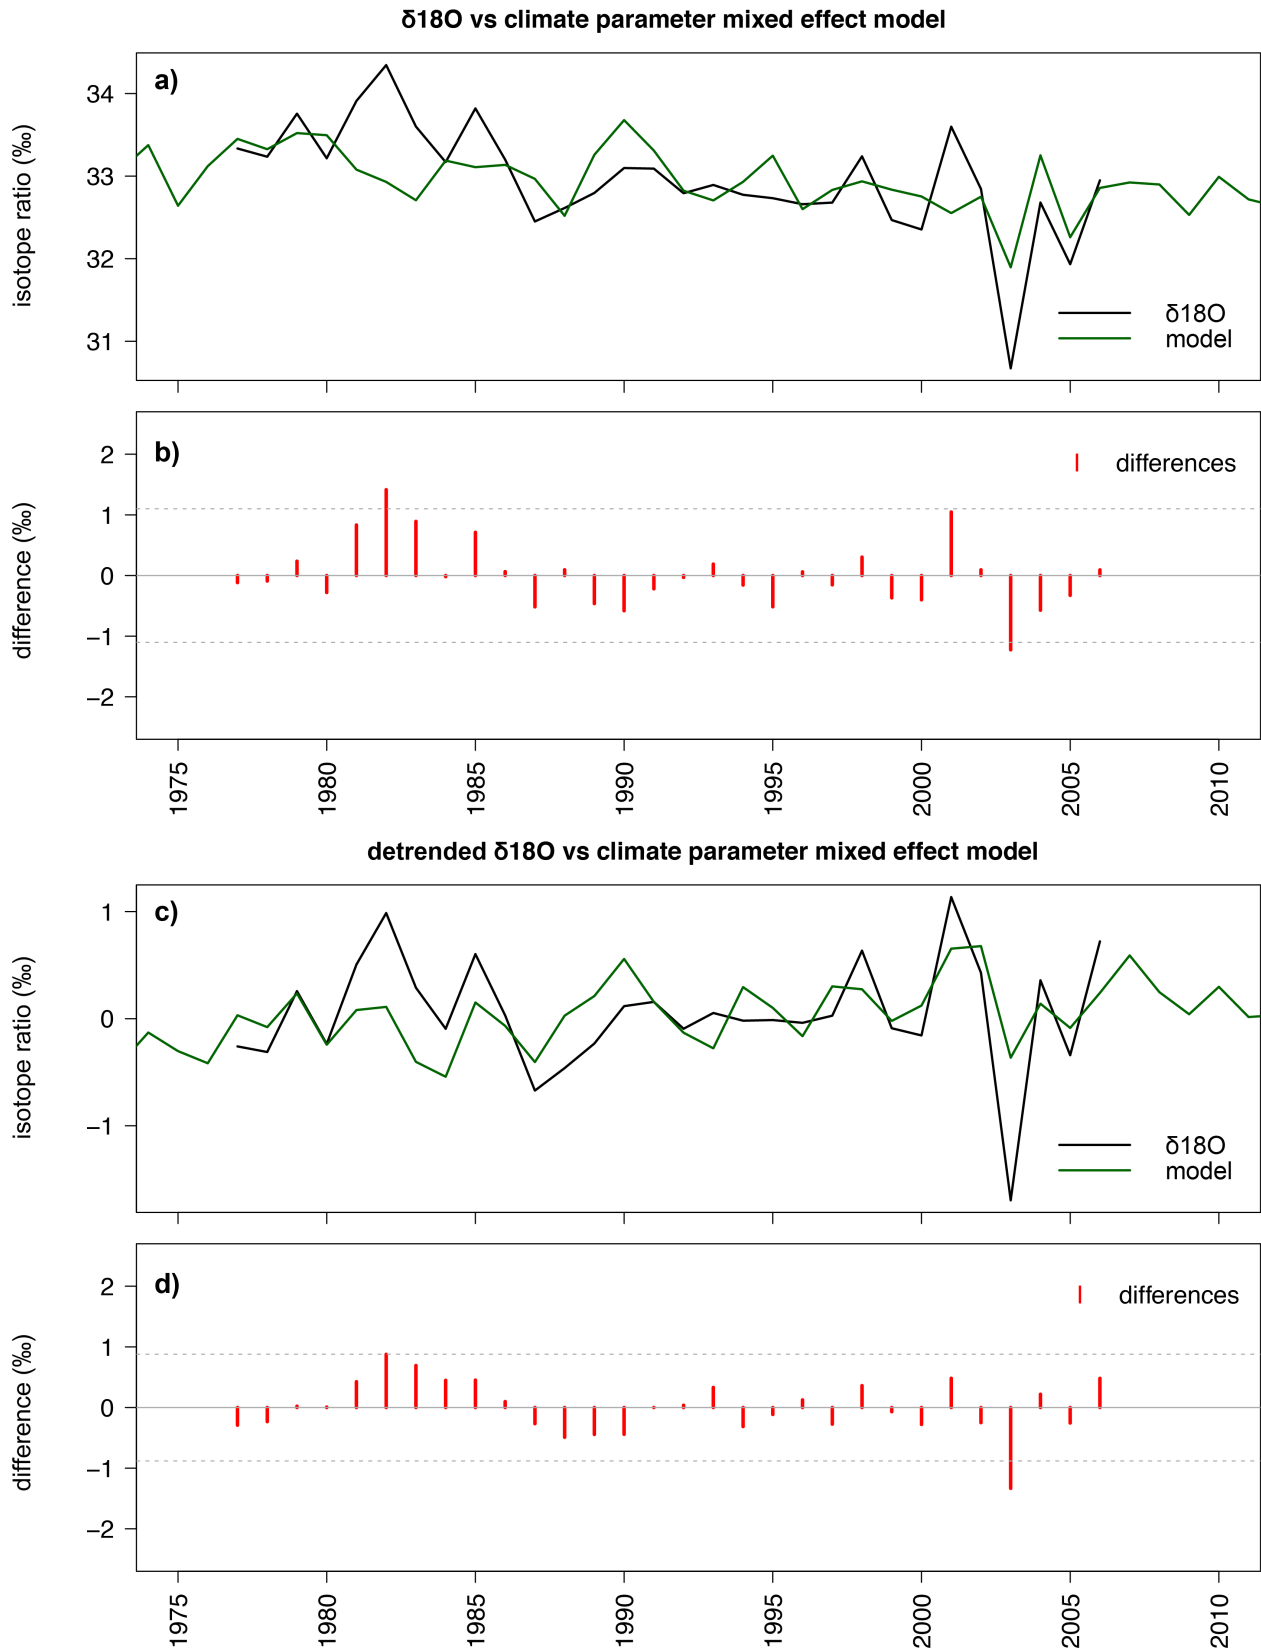 δ18O vs climate parameter mixed effect model
a)
isotope ratio (‰)
34
33
32
31
δ18O
model
b)
difference (‰)
2
1
0
−1
−2
differences
1975
1980
1985
1990
1995
2000
2005
2010
detrended δ18O vs climate parameter mixed effect model
c)
isotope ratio (‰)
1
0
−1
δ18O
model
d)
difference (‰)
2
1
0
−1
−2
differences
1975
1980
1985
1990
1995
2000
2005
2010